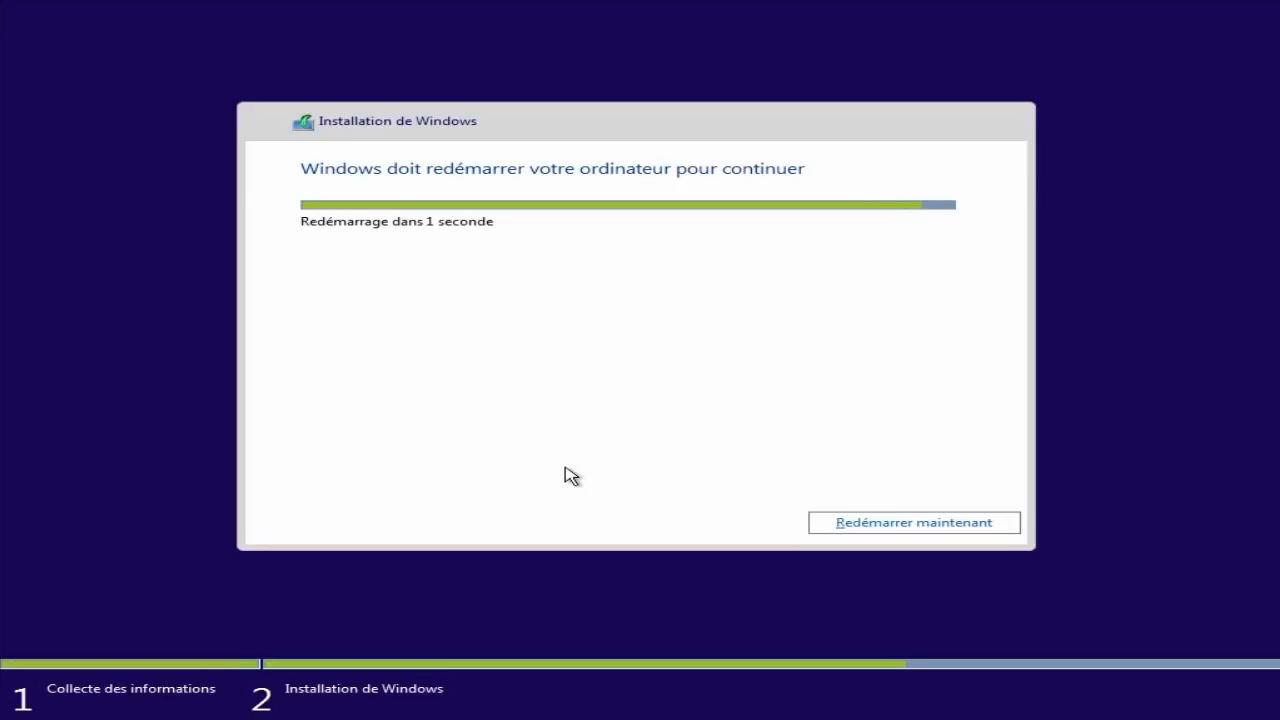 Installation de Windows
Windows doit redémarrer votre ordinateur pour continuer
Redémarrage dans 1 seconde
Redémarrer maintenant
1 Collecte des informations 2 Installation de Windows